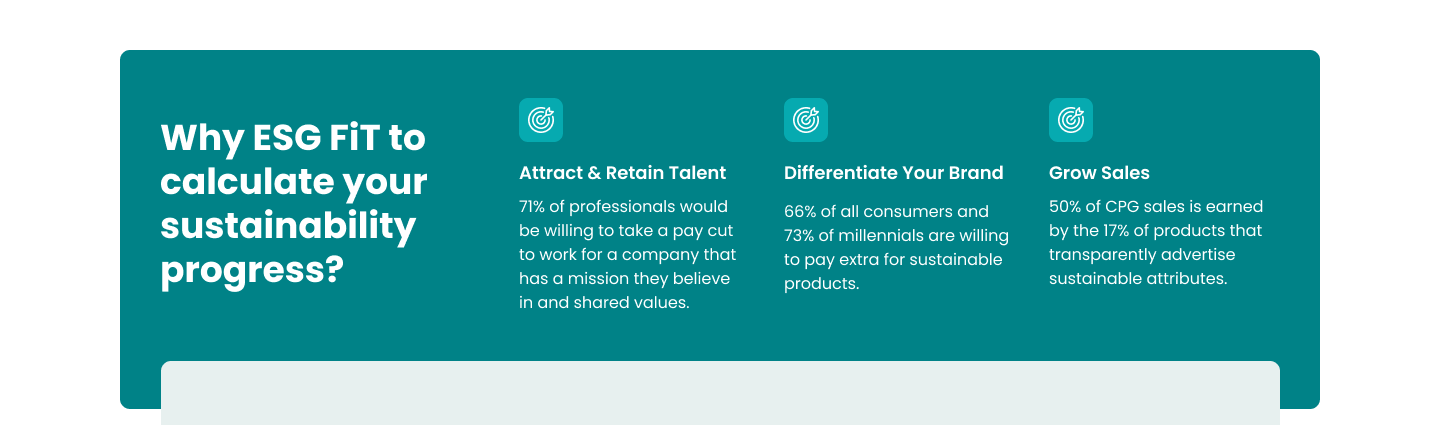 Why ESG FiT to
calculate your
sustainability
progress?
Attract & Retain Talent
71% of professionals would
be willing to take a pay cut
to work for a company that
has a mission they believe
in and shared values.
Differentiate Your Brand
66% of all consumers and
73% of millennials are willing
to pay extra for sustainable
products.
Grow Sales
50% of CPG sales is earned
by the 17% of products that
transparently advertise
sustainable attributes.